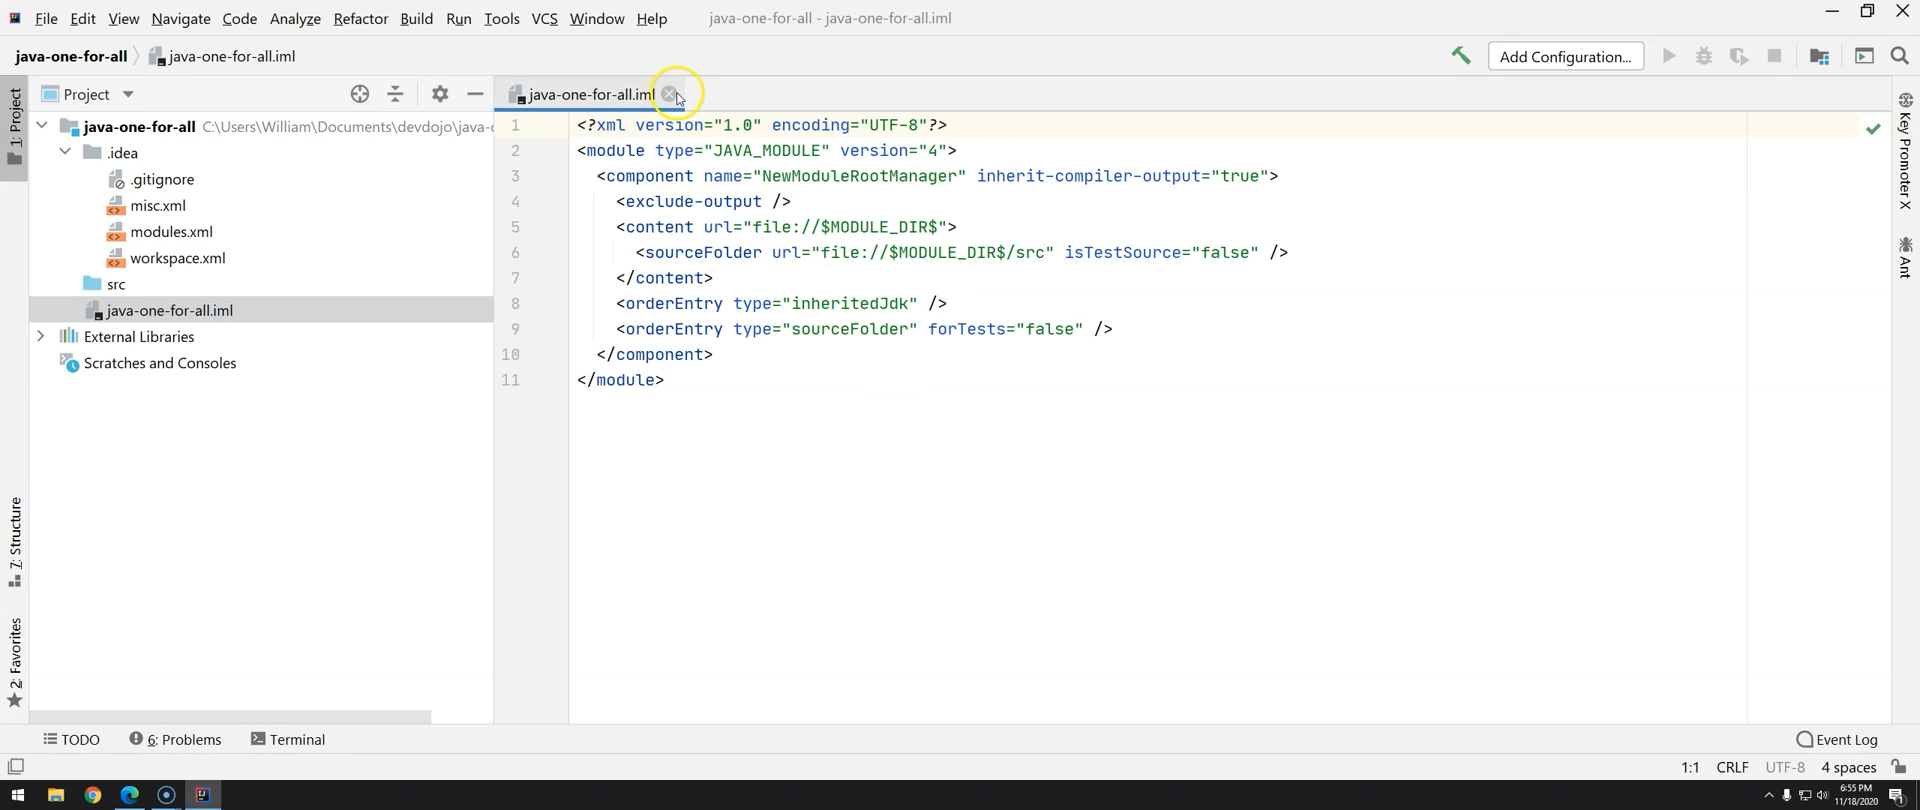 File Edit View Navigate Code Analyze Refactor Build Run Tools VCS Window Help java-one-for-all - java-one-for-all.iml
java-one-for-all java-one-for-all.iml Add Configuration...
1: Project
Project
java-one-for-all C:\Users\William\Documents\devdojo\java-
.idea
.gitignore
misc.xml
modules.xml
workspace.xml
src
java-one-for-all.iml
External Libraries
Scratches and Consoles
7: Structure
2: Favorites
java-one-for-all.iml
1 <?xml version="1.0" encoding="UTF-8"?>
2 <module type="JAVA_MODULE" version="4">
3 <component name="NewModuleRootManager" inherit-compiler-output="true">
4 <exclude-output />
5 <content url="file://$MODULE_DIR$">
6 <sourceFolder url="file://$MODULE_DIR$/src" isTestSource="false" />
7 </content>
8 <orderEntry type="inheritedJdk" />
9 <orderEntry type="sourceFolder" forTests="false" />
10 </component>
11 </module>
Key Promoter X
Ant
TODO 6: Problems Terminal Event Log
1:1 CRLF UTF-8 4 spaces
6:55 PM
11/18/2020
1